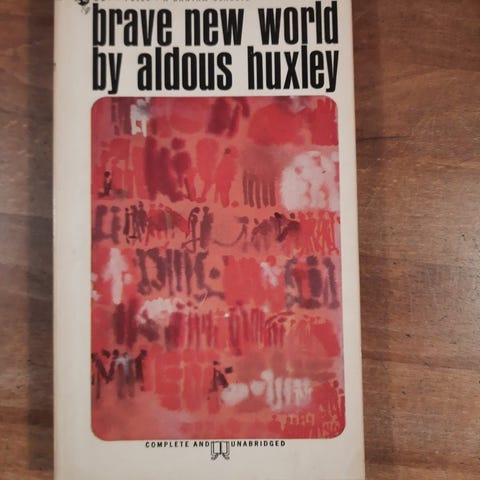 brave new world
by aldous huxley
COMPLETE AND UNABRIDGED